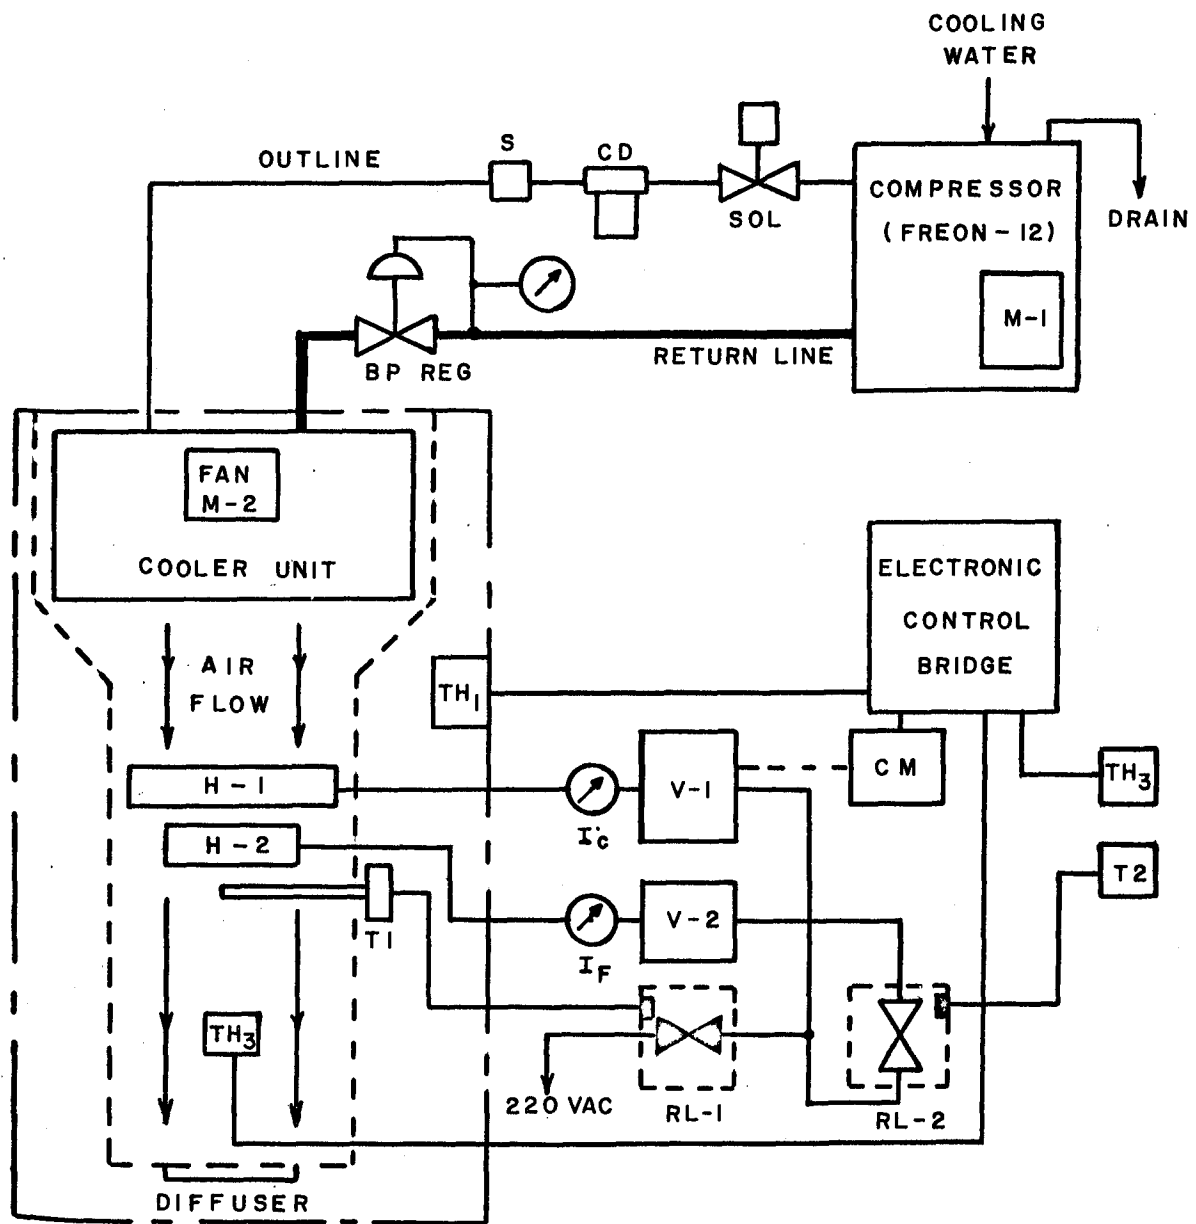 COOLING
WATER
OUTLINE
S
CD
SOL
COMPRESSOR
(FREON-12)
DRAIN
M-1
BP REG
RETURN LINE
FAN
M-2
COOLER UNIT
ELECTRONIC
CONTROL
BRIDGE
AIR
FLOW
TH1
H-1
I'C
V-1
CM
TH3
H-2
T1
IF
V-2
T2
TH3
220 VAC
RL-1
RL-2
DIFFUSER